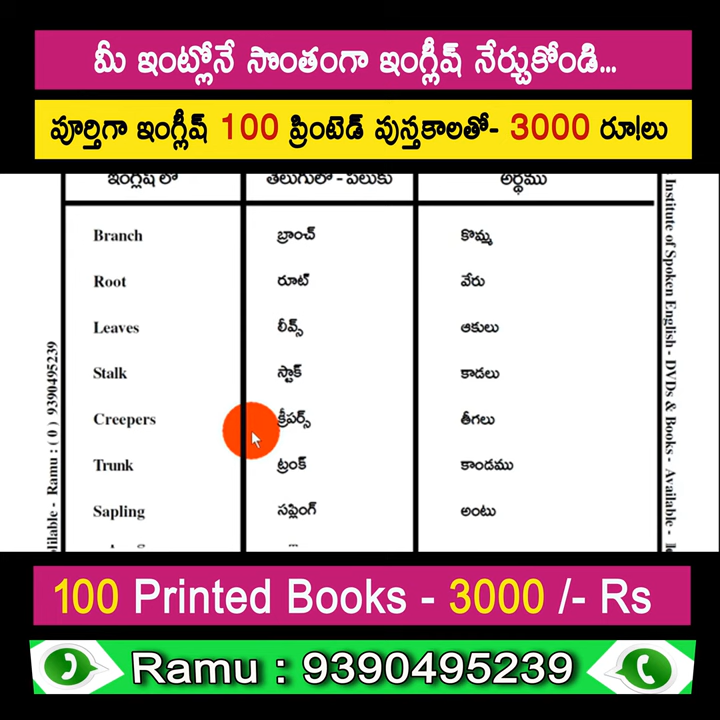 మీ ఇంట్లోనే సొంతంగా ఇంగ్లీష్ నేర్చుకోండి...
పూర్తిగా ఇంగ్లీష్ 100 ప్రింటెడ్ పుస్తకాలతో- 3000 రూ!లు
ఇంగ్లీషు లో తెలుగులో - పలుకు అర్థము
Branch బ్రాంచ్ కొమ్మ
Root రూట్ వేరు
Leaves లీవ్స్ ఆకులు
Stalk స్టాక్ కాడలు
Creepers క్రీపర్స్ తీగలు
Trunk ట్రంక్ కాండము
Sapling సప్లింగ్ అంటు
lilable - Ramu : ( 0 ) 9390495239
Institute of Spoken English - DVDs & Books - Available -
100 Printed Books - 3000 /- Rs
Ramu : 9390495239